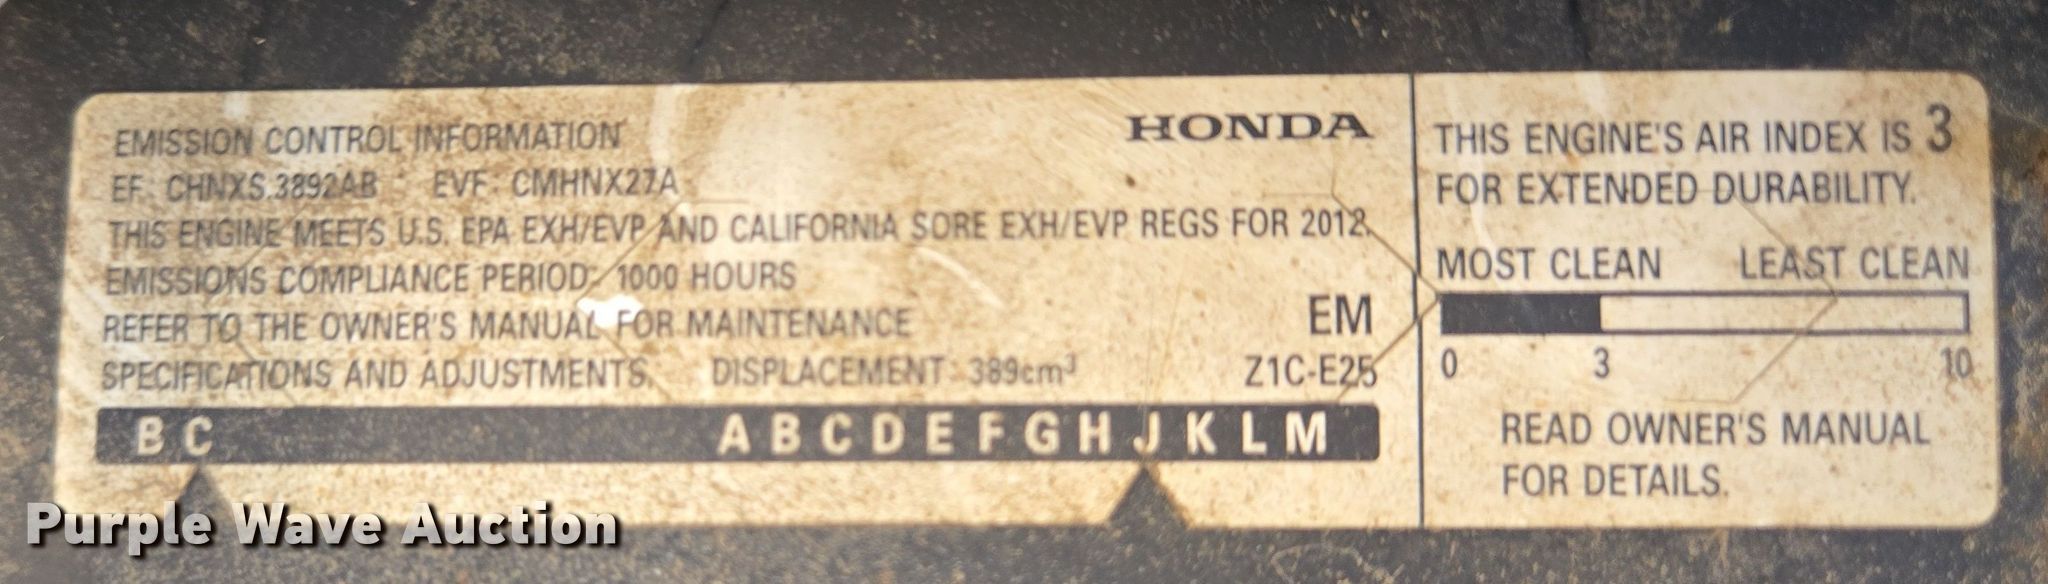 EMISSION CONTROL INFORMATION
HONDA
EF: CHNXS.3892AB EVF: CMHNX27A
THIS ENGINE MEETS U.S. EPA EXH/EVP AND CALIFORNIA SORE EXH/EVP REGS FOR 2012.
EMISSIONS COMPLIANCE PERIOD: 1000 HOURS
REFER TO THE OWNER'S MANUAL FOR MAINTENANCE
EM
SPECIFICATIONS AND ADJUSTMENTS. DISPLACEMENT: 389cm³
Z1C-E25
B C A B C D E F G H J K L M
THIS ENGINE'S AIR INDEX IS 3
FOR EXTENDED DURABILITY.
MOST CLEAN LEAST CLEAN
0 3 10
READ OWNER'S MANUAL
FOR DETAILS.
Purple Wave Auction